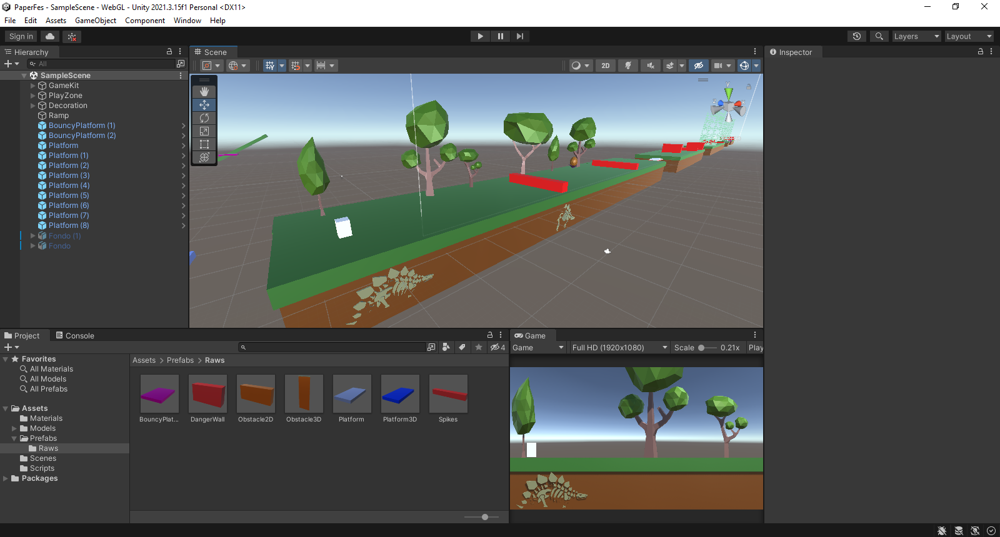 PaperFes - SampleScene - WebGL - Unity 2021.3.15f1 Personal <DX11>
File Edit Assets GameObject Component Window Help
Sign in
Layers
Layout
Hierarchy
All
SampleScene
GameKit
PlayZone
Decoration
Ramp
BouncyPlatform (1)
BouncyPlatform (2)
Platform
Platform (1)
Platform (2)
Platform (3)
Platform (4)
Platform (5)
Platform (6)
Platform (7)
Platform (8)
Fondo (1)
Fondo
Scene
2D
Y
Z
X
Inspector
Project
Console
4
Favorites
All Materials
All Models
All Prefabs
Assets
Materials
Models
Prefabs
Raws
Scenes
Scripts
Packages
Assets > Prefabs > Raws
BouncyPlat...
DangerWall
Obstacle2D
Obstacle3D
Platform
Platform3D
Spikes
Game
Game
Full HD (1920x1080)
Scale
0.21x
Play